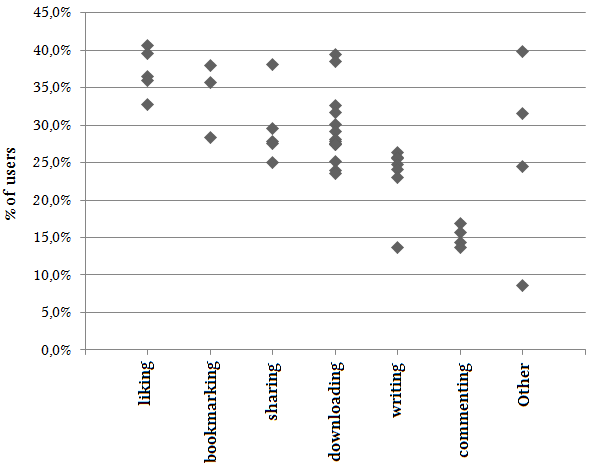 45,0%
40,0%
35,0%
30,0%
25,0%
20,0%
15,0%
10,0%
5,0%
0,0%
% of users
liking
bookmarking
sharing
downloading
writing
commenting
Other